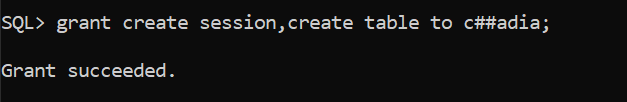 SQL> grant create session,create table to c##adia;
Grant succeeded.